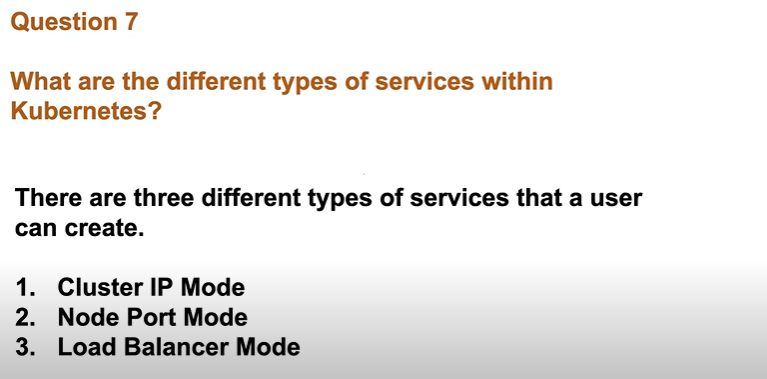 Question 7
What are the different types of services within
Kubernetes?
There are three different types of services that a user
can create.
1. Cluster IP Mode
2. Node Port Mode
3. Load Balancer Mode